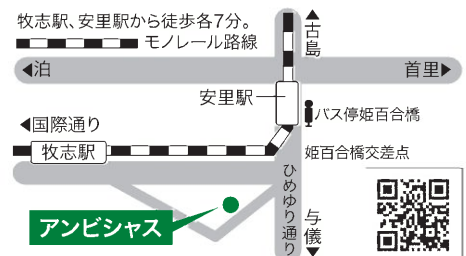 牧志駅、安里駅から徒歩各7分。
モノレール路線
▲古島
◀泊
首里▶
安里駅
バス停姫百合橋
◀国際通り
牧志駅
姫百合橋交差点
ひめゆり通り
アンビシャス
与儀▼